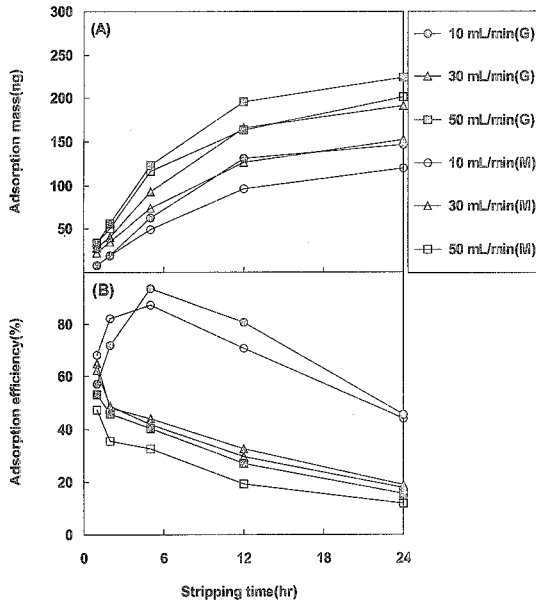 (A)
Adsorption mass(ng)
300
250
200
150
100
50
(B)
Adsorption efficiency(%)
80
60
40
20
0
0
6
12
18
24
Stripping time(hr)
10 mL/min(G)
30 mL/min(G)
50 mL/min(G)
10 mL/min(M)
30 mL/min(M)
50 mL/min(M)